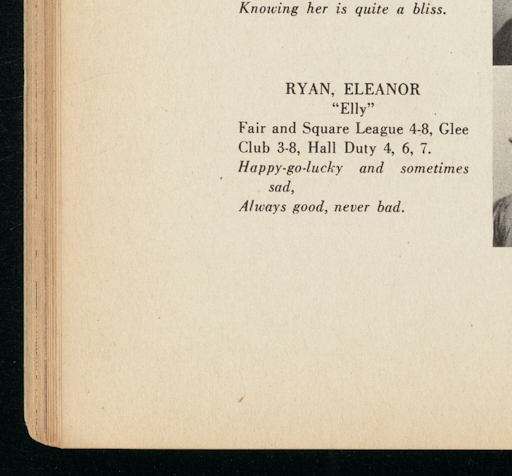 Knowing her is quite a bliss.
RYAN, ELEANOR
“Elly”
Fair and Square League 4-8, Glee
Club 3-8, Hall Duty 4, 6, 7.
Happy-go-lucky and sometimes
sad,
Always good, never bad.